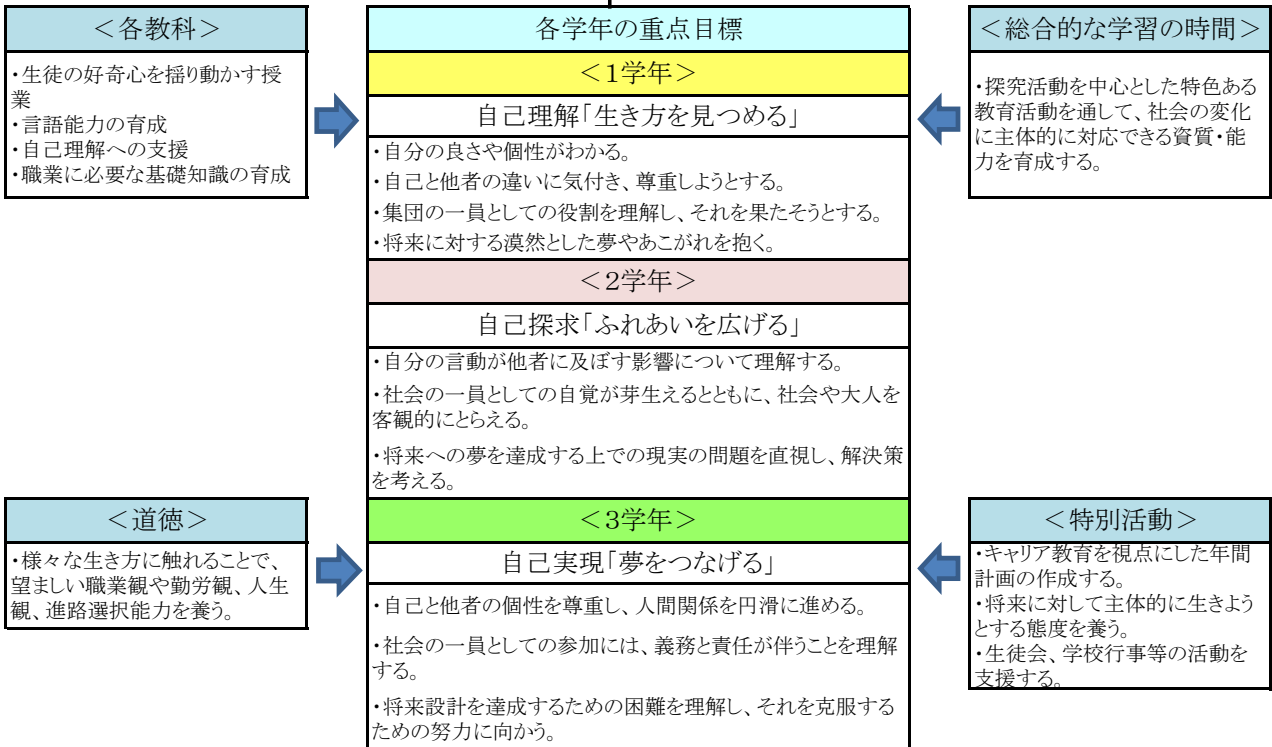 ＜各教科＞
・生徒の好奇心を揺り動かす授
業
・言語能力の育成
・自己理解への支援
・職業に必要な基礎知識の育成
各学年の重点目標
＜1学年＞
自己理解「生き方を見つめる」
・自分の良さや個性がわかる。
・自己と他者の違いに気付き、尊重しようとする。
・集団の一員としての役割を理解し、それを果たそうとする。
・将来に対する漠然とした夢やあこがれを抱く。
＜2学年＞
自己探求「ふれあいを広げる」
・自分の言動が他者に及ぼす影響について理解する。
・社会の一員としての自覚が芽生えるとともに、社会や大人を
客観的にとらえる。
・将来への夢を達成する上での現実の問題を直視し、解決策
を考える。
＜3学年＞
自己実現「夢をつなげる」
・自己と他者の個性を尊重し、人間関係を円滑に進める。
・社会の一員としての参加には、義務と責任が伴うことを理解
する。
・将来設計を達成するための困難を理解し、それを克服する
ための努力に向かう。
＜総合的な学習の時間＞
・探究活動を中心とした特色ある
教育活動を通して、社会の変化
に主体的に対応できる資質・能
力を育成する。
＜道徳＞
・様々な生き方に触れることで、
望ましい職業観や勤労観、人生
観、進路選択能力を養う。
＜特別活動＞
・キャリア教育を視点にした年間
計画の作成する。
・将来に対して主体的に生きよう
とする態度を養う。
・生徒会、学校行事等の活動を
支援する。